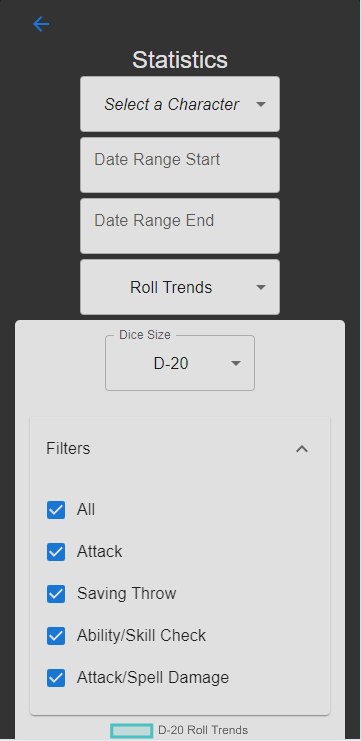 Statistics
Select a Character
Date Range Start
Date Range End
Roll Trends
Dice Size
D-20
Filters
All
Attack
Saving Throw
Ability/Skill Check
Attack/Spell Damage
D-20 Roll Trends